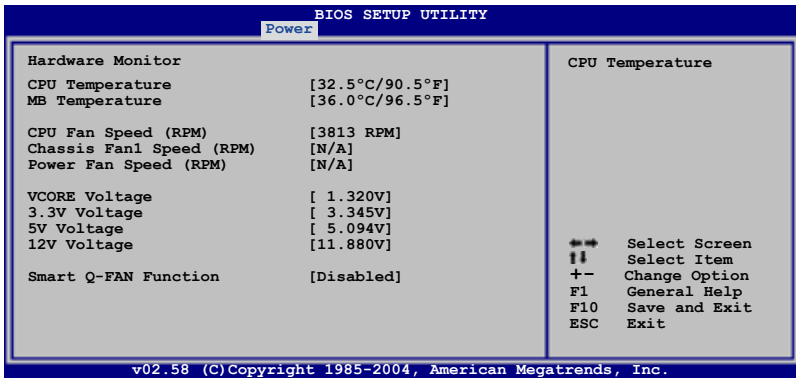 BIOS SETUP UTILITY
Power
Hardware Monitor
CPU Temperature [32.5°C/90.5°F]
MB Temperature [36.0°C/96.5°F]
CPU Fan Speed (RPM) [3813 RPM]
Chassis Fan1 Speed (RPM) [N/A]
Power Fan Speed (RPM) [N/A]
VCORE Voltage [ 1.320V]
3.3V Voltage [ 3.345V]
5V Voltage [ 5.094V]
12V Voltage [11.880V]
Smart Q-FAN Function [Disabled]
CPU Temperature
←→ Select Screen
↑↓ Select Item
+- Change Option
F1 General Help
F10 Save and Exit
ESC Exit
v02.58 (C)Copyright 1985-2004, American Megatrends, Inc.